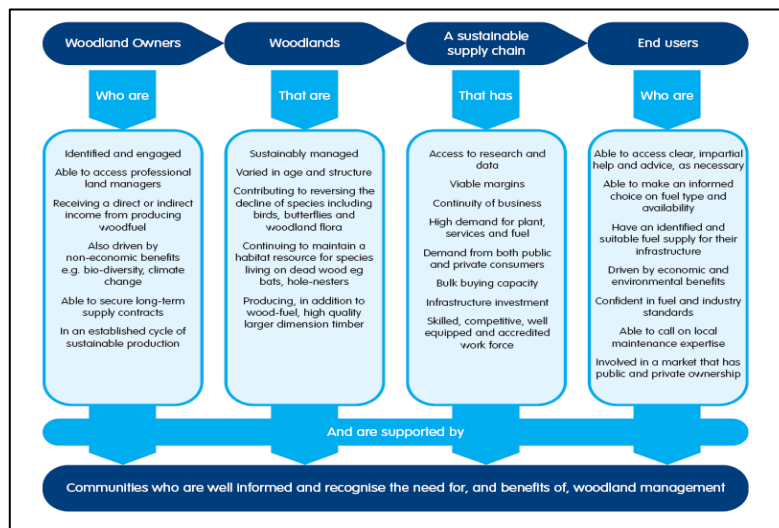 Woodland Owners
Woodlands
A sustainable
supply chain
End users
Who are
That are
That has
Who are
Identified and engaged
Able to access professional
land managers
Receiving a direct or indirect
income from producing
woodfuel
Also driven by
non-economic benefits
e.g. bio-diversity, climate
change
Able to secure long-term
supply contracts
In an established cycle of
sustainable production
Sustainably managed
Varied in age and structure
Contributing to reversing the
decline of species including
birds, butterflies and
woodland flora
Continuing to maintain a
habitat resource for species
living on dead wood eg
bats, hole-nesters
Producing, in addition to
wood-fuel, high quality
larger dimension timber
Access to research and
data
Viable margins
Continuity of business
High demand for plant,
services and fuel
Demand from both public
and private consumers
Bulk buying capacity
Infrastructure investment
Skilled, competitive, well
equipped and accredited
work force
Able to access clear, impartial
help and advice, as necessary
Able to make an informed
choice on fuel type and
availability
Have an identified and
suitable fuel supply for their
infrastructure
Driven by economic and
environmental benefits
Confident in fuel and industry
standards
Able to call on local
maintenance expertise
Involved in a market that has
public and private ownership
And are supported by
Communities who are well informed and recognise the need for, and benefits of, woodland management